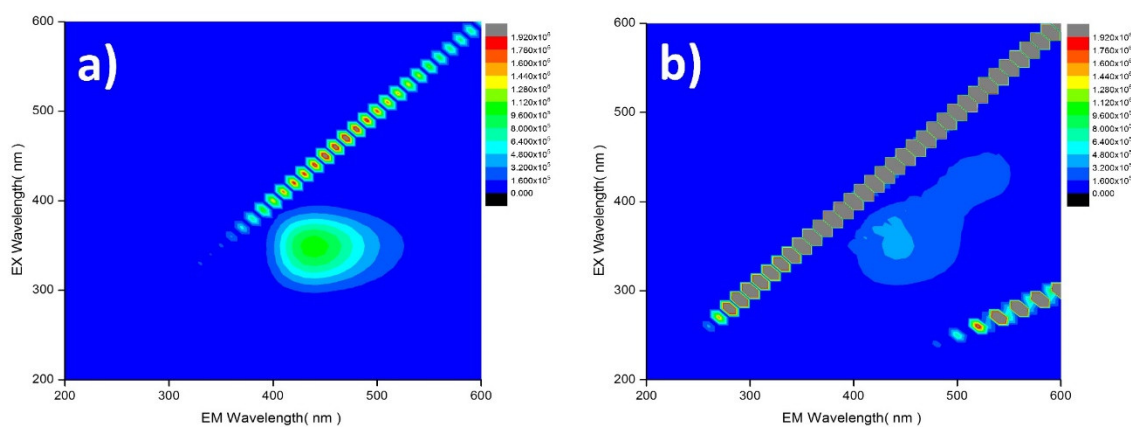 a)
600
500
400
300
200
EX Wavelength( nm )
200
300
400
500
600
EM Wavelength( nm )
1.920x10⁶
1.760x10⁶
1.600x10⁶
1.440x10⁶
1.280x10⁶
1.120x10⁶
9.600x10⁵
8.000x10⁵
6.400x10⁵
4.800x10⁵
3.200x10⁵
1.600x10⁵
0.000
b)
600
500
400
300
200
EX Wavelength( nm )
200
300
400
500
600
EM Wavelength( nm )
1.920x10⁶
1.760x10⁶
1.600x10⁶
1.440x10⁶
1.280x10⁶
1.120x10⁶
9.600x10⁵
8.000x10⁵
6.400x10⁵
4.800x10⁵
3.200x10⁵
1.600x10⁵
0.000